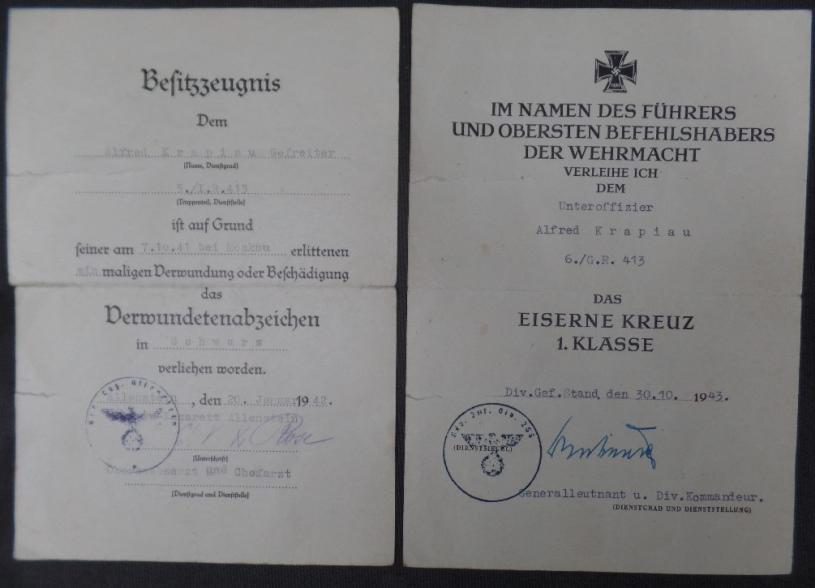 Besitzzeugnis
Dem
Alfred Krapiau Gefreiter
(Name, Dienstgrad)
5./I.R.413
(Truppenteil, Dienststelle)
ist auf Grund
seiner am 7.10.41 bei Moskau erlittenen
ein maligen Verwundung oder Beschädigung
das
Verwundetenabzeichen
in Schwarz
verliehen worden.
Allenstein, den 20. Januar 1942.
Allenstein
(Unterschrift)
und Chefarzt
(Dienstgrad und Dienststelle)
IM NAMEN DES FÜHRERS
UND OBERSTEN BEFEHLSHABERS
DER WEHRMACHT
VERLEIHE ICH
DEM
Unteroffizier
Alfred Krapiau
6./G.R. 413
DAS
EISERNE KREUZ
1. KLASSE
Div.Gef.Stand, den 30.10. 1943.
(DIENSTSIEGEL)
Generalleutnant u. Div.Kommandeur.
(DIENSTGRAD UND DIENSTSTELLUNG)